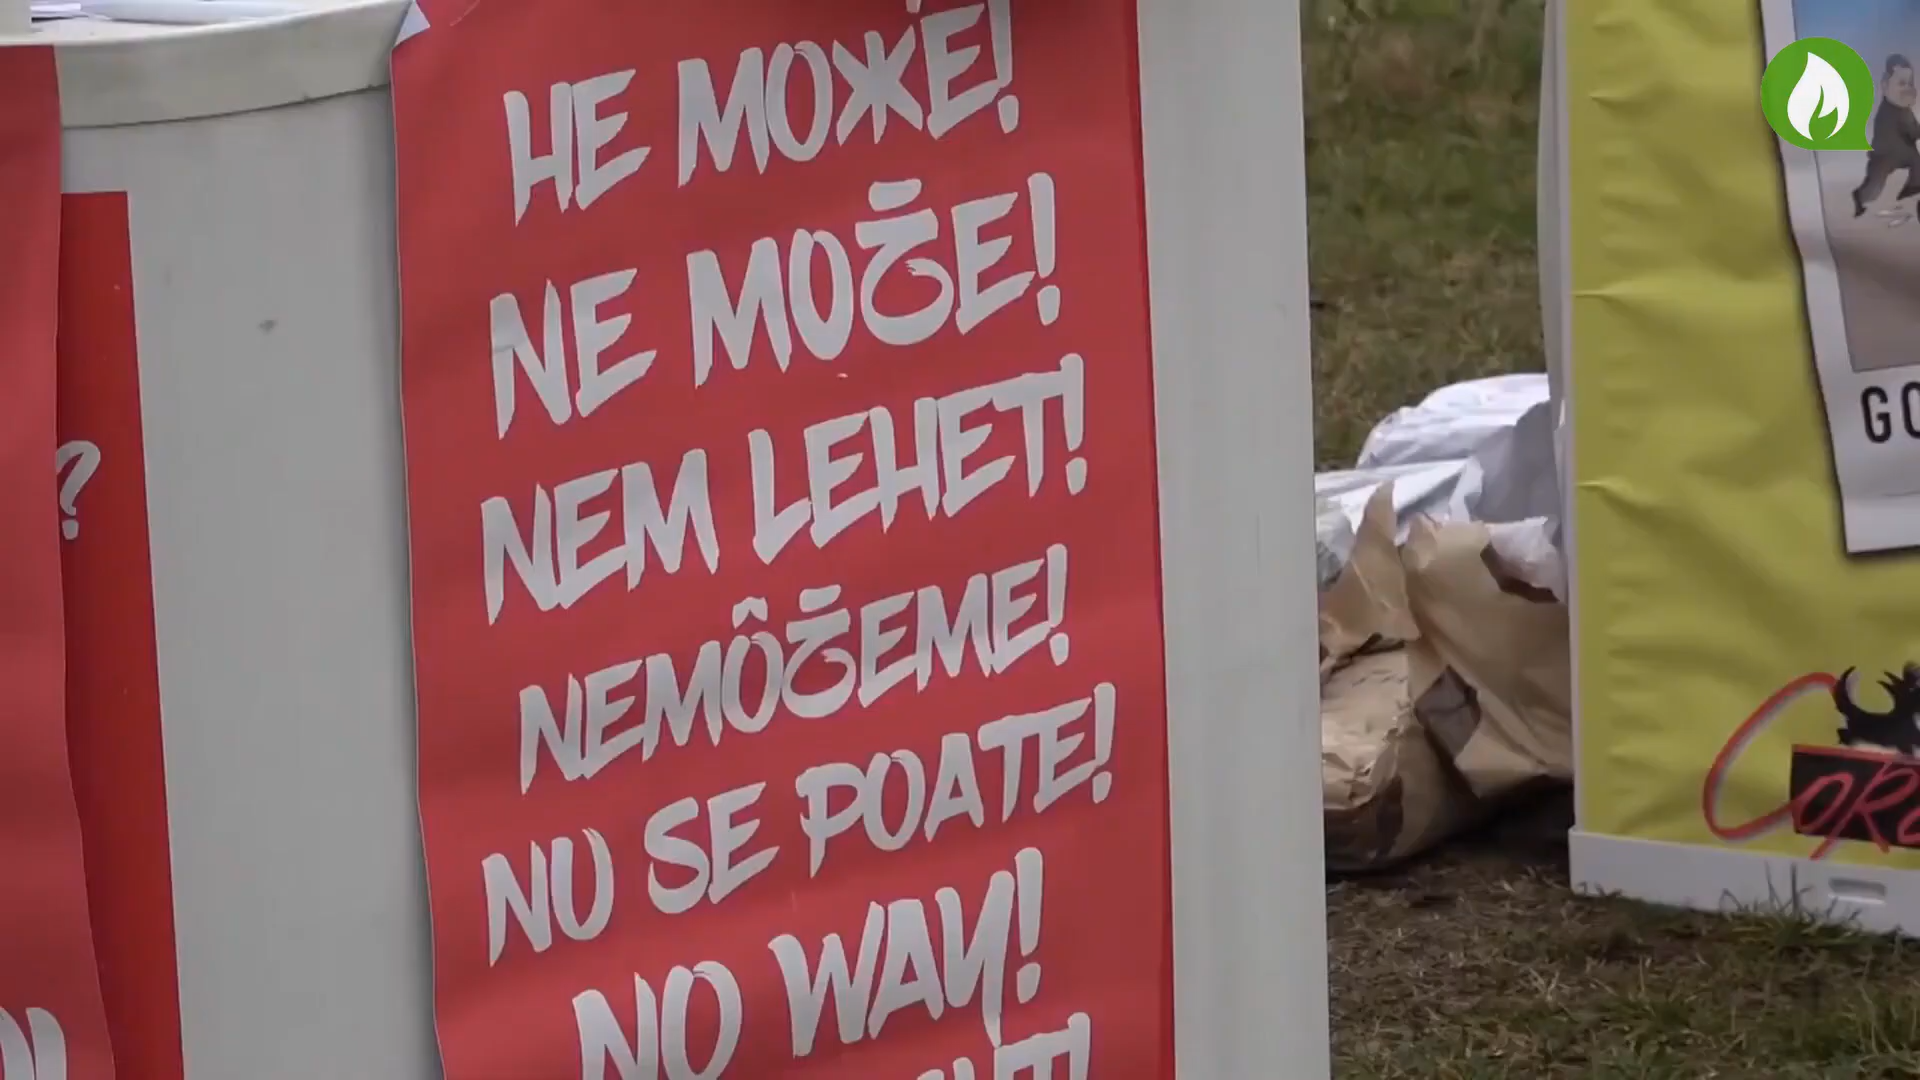 НЕ МОЖЕ!
NE MOŽE!
NEM LEHET!
NEMÔŽEME!
NU SE POATE!
NO WAY!
?
GO